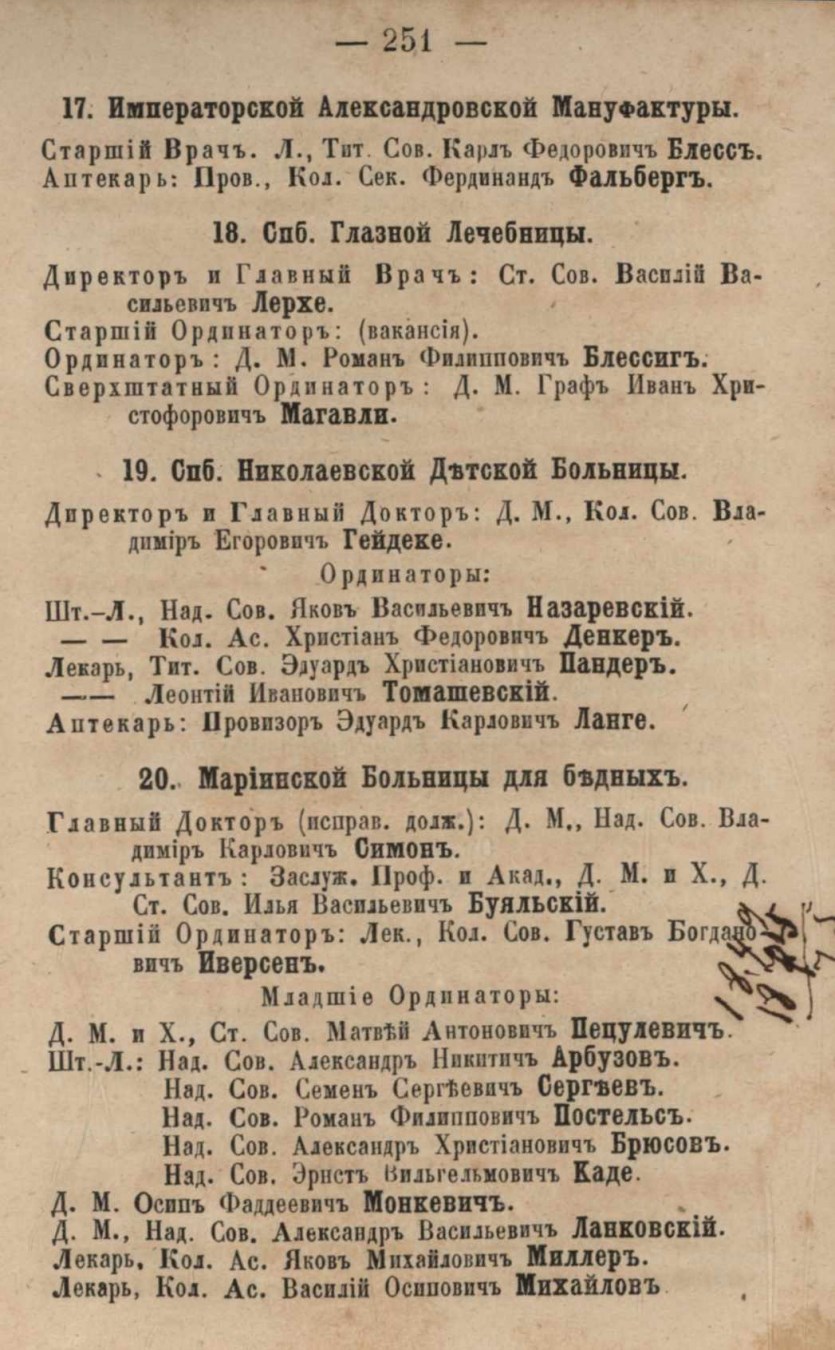 — 251 —
17. Императорской Александровской Мануфактуры.
Старшій Врачъ. Л., Тит. Сов. Карлъ Федоровичъ Блессъ.
Аптекарь: Пров., Кол. Сек. Фердинандъ Фальбергъ.
18. Спб. Глазной Лечебницы.
Директоръ и Главный Врачъ: Ст. Сов. Василій Ва-
сильевичъ Лерхе.
Старшій Ординаторъ: (вакансія).
Ординаторъ: Д. М. Романъ Филипповичъ Блессигъ.
Сверхштатный Ординаторъ: Д. М. Графъ Иванъ Хри-
стофоровичъ Магавли.
19. Спб. Николаевской Дѣтской Больницы.
Директоръ и Главный Докторъ: Д. М., Кол. Сов. Вла-
диміръ Егоровичъ Гейдеке.
Ординаторы:
Шт.-Л., Над. Сов. Яковъ Васильевичъ Назаревскій.
— — Кол. Ас. Христіанъ Федоровичъ Денкеръ.
Лекарь, Тит. Сов. Эдуардъ Христіановичъ Пандеръ.
—— Леонтій Ивановичъ Томашевскій.
Аптекарь: Провизоръ Эдуардъ Карловичъ Ланге.
20. Маріинской Больницы для бѣдныхъ.
Главный Докторъ (исправ. долж.): Д. М., Над. Сов. Вла-
диміръ Карловичъ Симонъ.
Консультантъ: Заслуж. Проф. и Акад., Д. М. и Х., Д.
Ст. Сов. Илья Васильевичъ Буяльскій.
Старшій Ординаторъ: Лек., Кол. Сов. Густавъ Богдано-
вичъ Иверсенъ.
Младшіе Ординаторы:
Д. М. и Х., Ст. Сов. Матвѣй Антоновичъ Пецулевичъ.
Шт.-Л.: Над. Сов. Александръ Никитичъ Арбузовъ.
Над. Сов. Семенъ Сергѣевичъ Сергѣевъ.
Над. Сов. Романъ Филипповичъ Постельсъ.
Над. Сов. Александръ Христіановичъ Брюсовъ.
Над. Сов. Эрнстъ Вильгельмовичъ Каде.
Д. М. Осипъ Фаддеевичъ Монкевичъ.
Д. М., Над. Сов. Александръ Васильевичъ Ланковскій.
Лекарь, Кол. Ас. Яковъ Михайловичъ Миллеръ.
Лекарь, Кол. Ас. Василій Осиповичъ Михайловъ